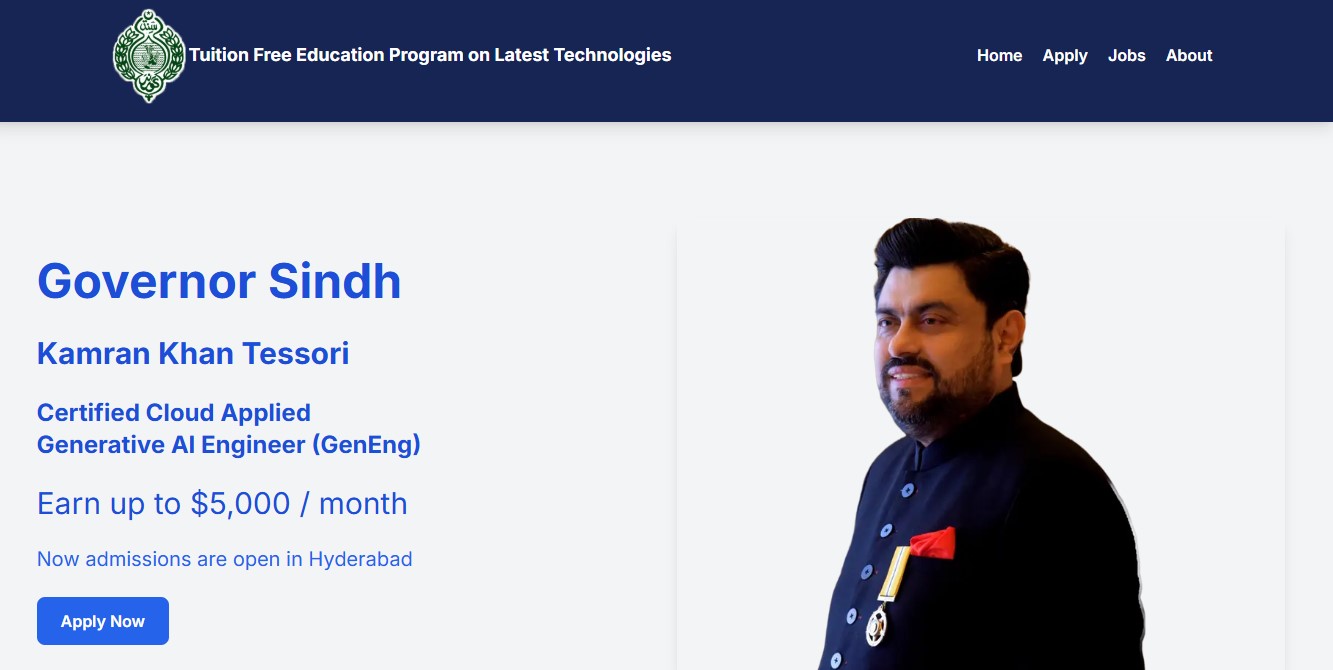 Tuition Free Education Program on Latest Technologies
Home Apply Jobs About
Governor Sindh
Kamran Khan Tessori
Certified Cloud Applied
Generative AI Engineer (GenEng)
Earn up to $5,000 / month
Now admissions are open in Hyderabad
Apply Now